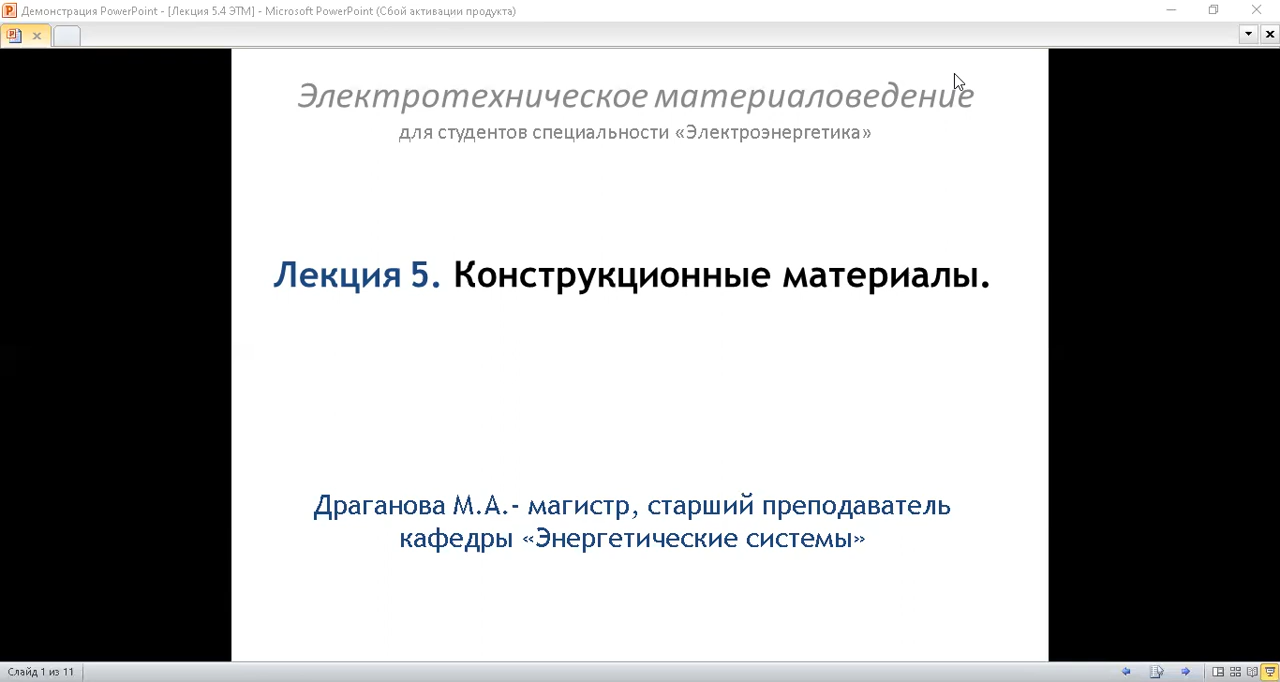 Демонстрация PowerPoint - [Лекция 5.4 ЭТМ] - Microsoft PowerPoint (Сбой активации продукта)
Электротехническое материаловедение
для студентов специальности «Электроэнергетика»
Лекция 5. Конструкционные материалы.
Драганова М.А.- магистр, старший преподаватель
кафедры «Энергетические системы»
Слайд 1 из 11